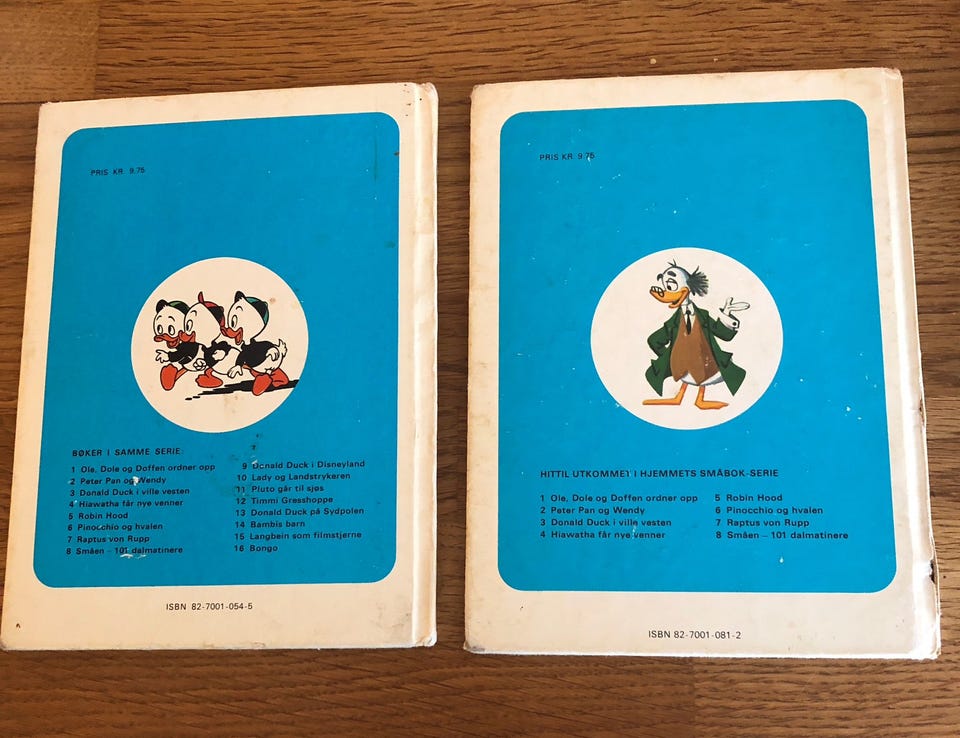 PRIS KR. 9.75
BØKER I SAMME SERIE:
1 Ole, Dole og Doffen ordner opp
2 Peter Pan og Wendy
3 Donald Duck i ville vesten
4 Hiawatha får nye venner
5 Robin Hood
6 Pinocchio og hvalen
7 Raptus von Rupp
8 Småen – 101 dalmatinere
9 Donald Duck i Disneyland
10 Lady og Landstrykeren
11 Pluto går til sjøs
12 Timmi Gresshoppe
13 Donald Duck på Sydpolen
14 Bambis barn
15 Langbein som filmstjerne
16 Bongo
ISBN 82-7001-054-5
PRIS KR. 9.75
HITTIL UTKOMMET I HJEMMETS SMÅBOK-SERIE
1 Ole, Dole og Doffen ordner opp
2 Peter Pan og Wendy
3 Donald Duck i ville vesten
4 Hiawatha får nye venner
5 Robin Hood
6 Pinocchio og hvalen
7 Raptus von Rupp
8 Småen – 101 dalmatinere
ISBN 82-7001-081-2